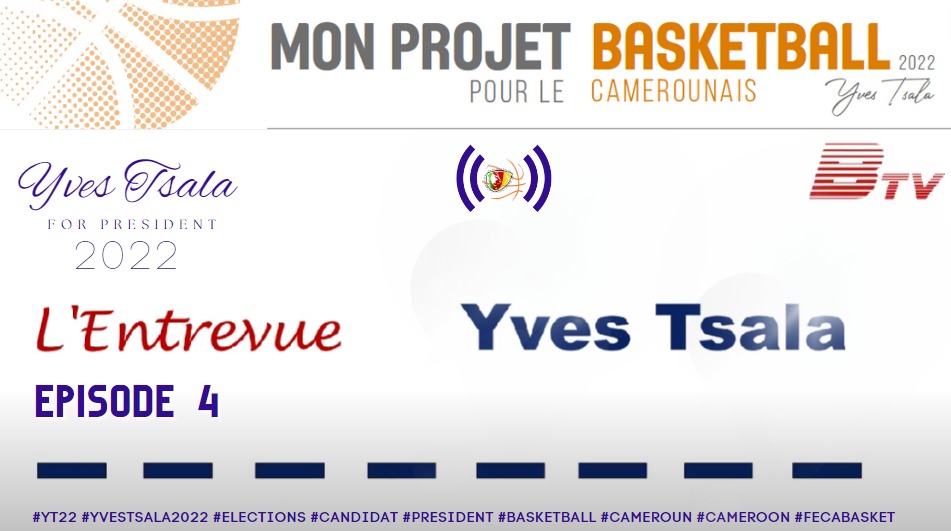 MON PROJET BASKETBALL 2022
POUR LE CAMEROUNAIS Yves Tsala
Yves Tsala
FOR PRESIDENT
2022
BTV
L'Entrevue
Yves Tsala
EPISODE 4
#YT22 #YVESTSALA2022 #ELECTIONS #CANDIDAT #PRESIDENT #BASKETBALL #CAMEROUN #CAMEROON #FECABASKET